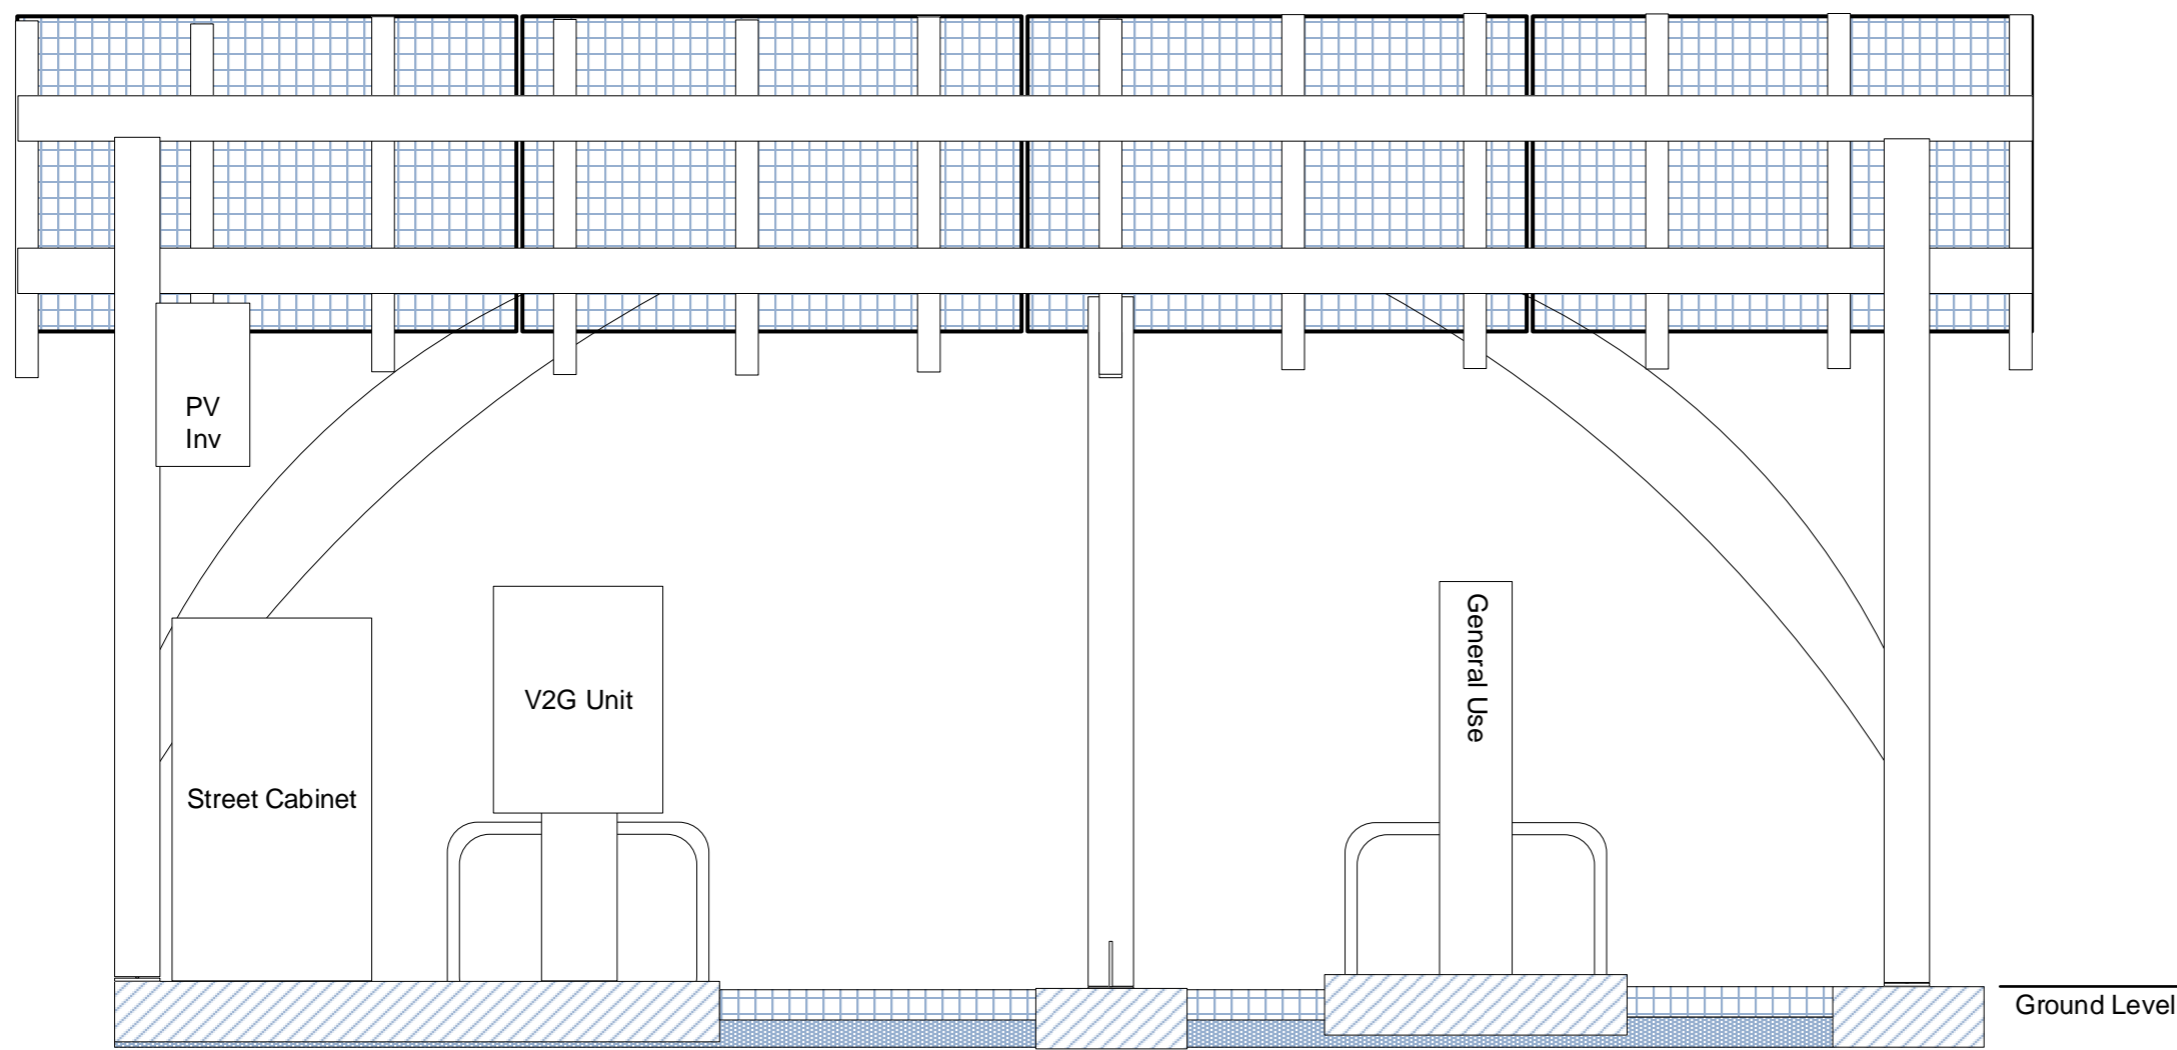 PV
Inv
General Use
V2G Unit
Street Cabinet
Ground Level